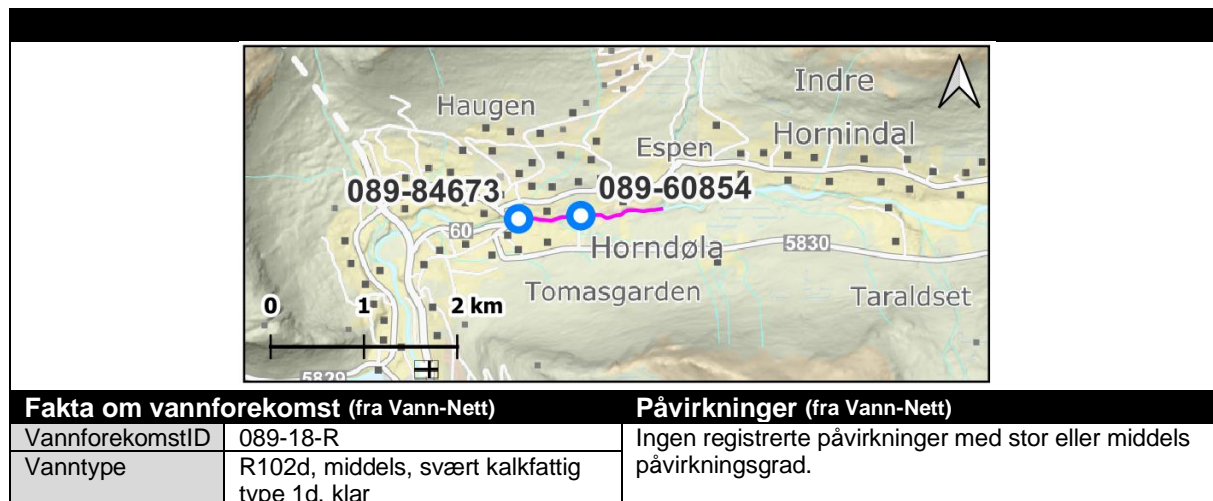 Indre
Haugen
Hornindal
Espen
089-84673
089-60854
60
Horndøla
5830
Tomasgarden
Taraldset
0 1 2 km
5829
Fakta om vannforekomst (fra Vann-Nett) Påvirkninger (fra Vann-Nett)
VannforekomstID 089-18-R Ingen registrerte påvirkninger med stor eller middels
Vanntype R102d, middels, svært kalkfattig påvirkningsgrad.
type 1d, klar